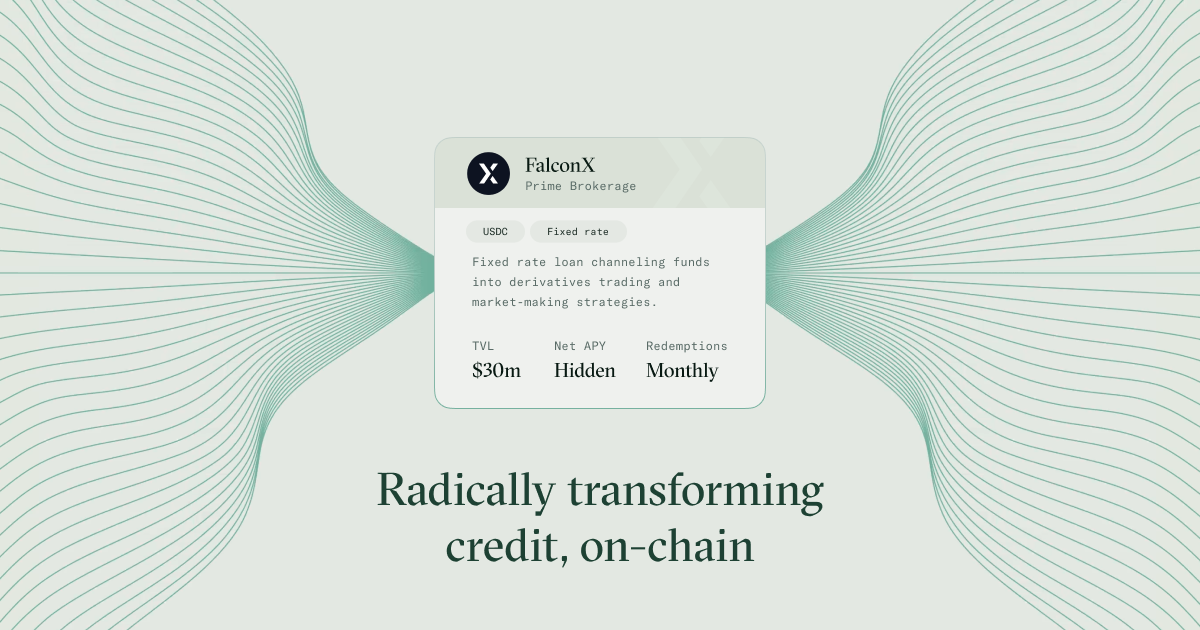 FalconX
Prime Brokerage
USDC Fixed rate
Fixed rate loan channeling funds
into derivatives trading and
market-making strategies.
TVL Net APY Redemptions
$30m Hidden Monthly
Radically transforming
credit, on-chain